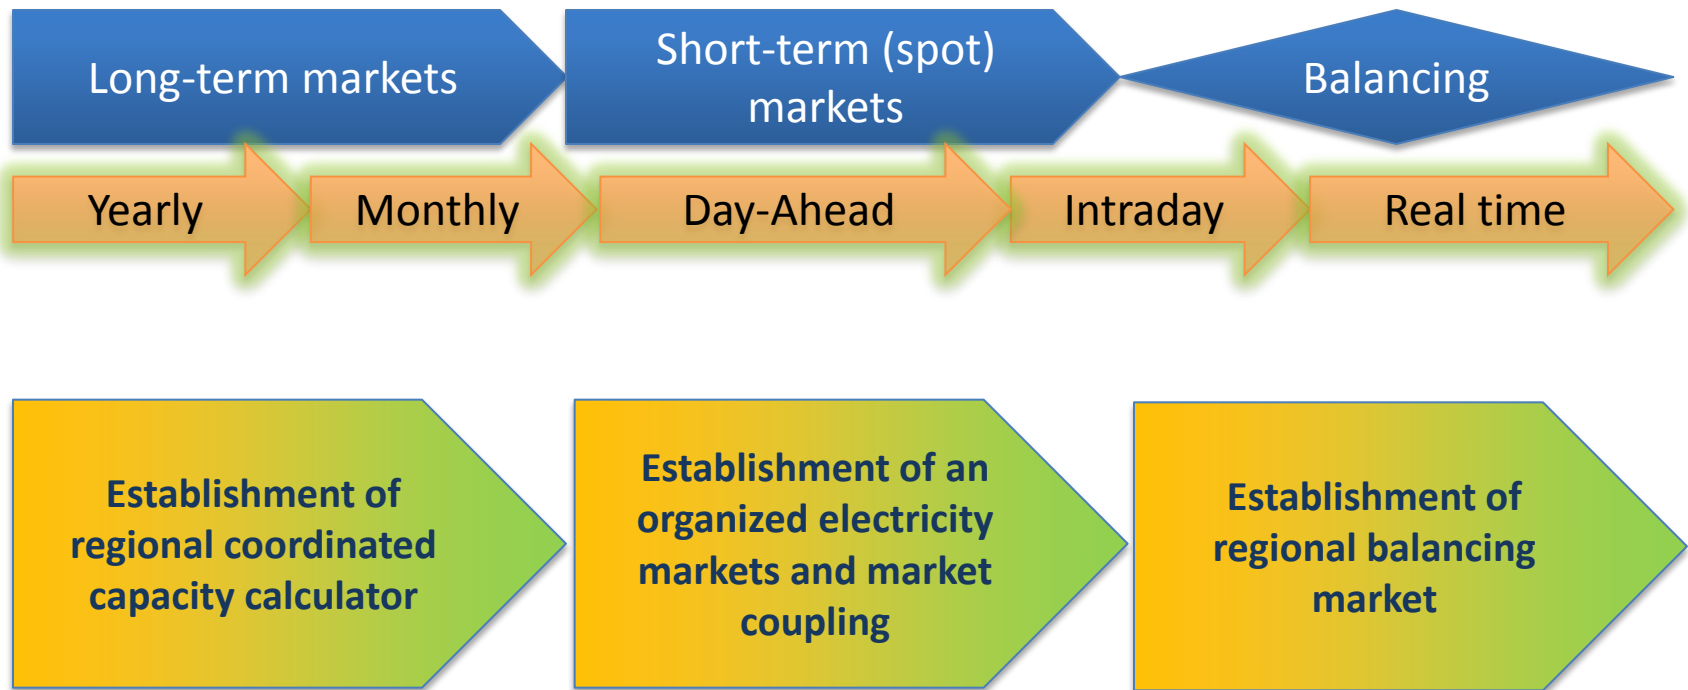 Long-term markets
Short-term (spot)
markets
Balancing
Yearly
Monthly
Day-Ahead
Intraday
Real time
Establishment of
regional coordinated
capacity calculator
Establishment of an
organized electricity
markets and market
coupling
Establishment of
regional balancing
market